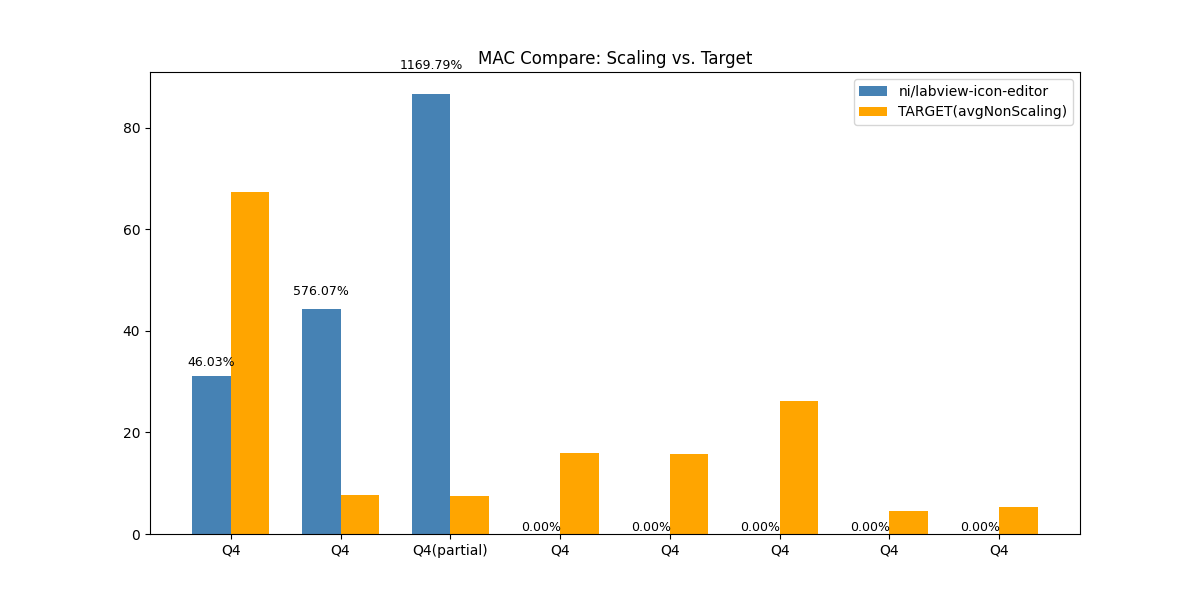 MAC Compare: Scaling vs. Target
1169.79%
ni/labview-icon-editor
TARGET(avgNonScaling)
80
60
576.07%
40
46.03%
20
0.00% 0.00% 0.00% 0.00% 0.00%
0
Q4 Q4 Q4(partial) Q4 Q4 Q4 Q4 Q4